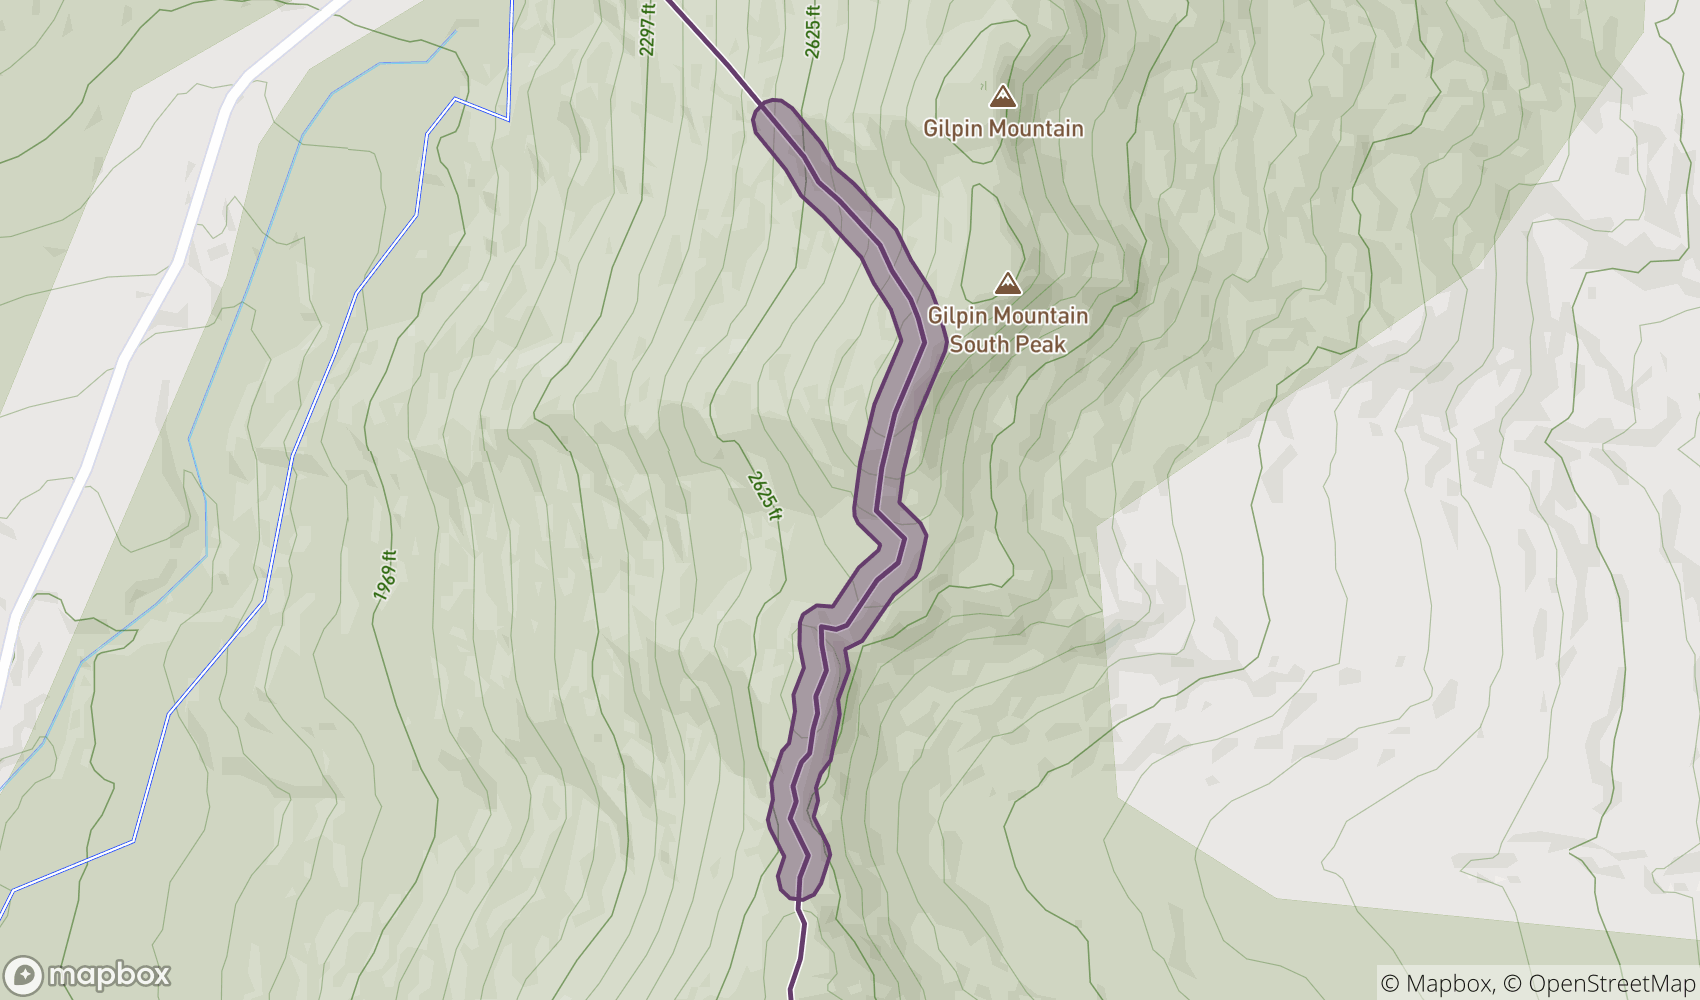 2297 ft
2625 ft
Gilpin Mountain
Gilpin Mountain
South Peak
2625 ft
1969 ft
mapbox
© Mapbox, © OpenStreetMap